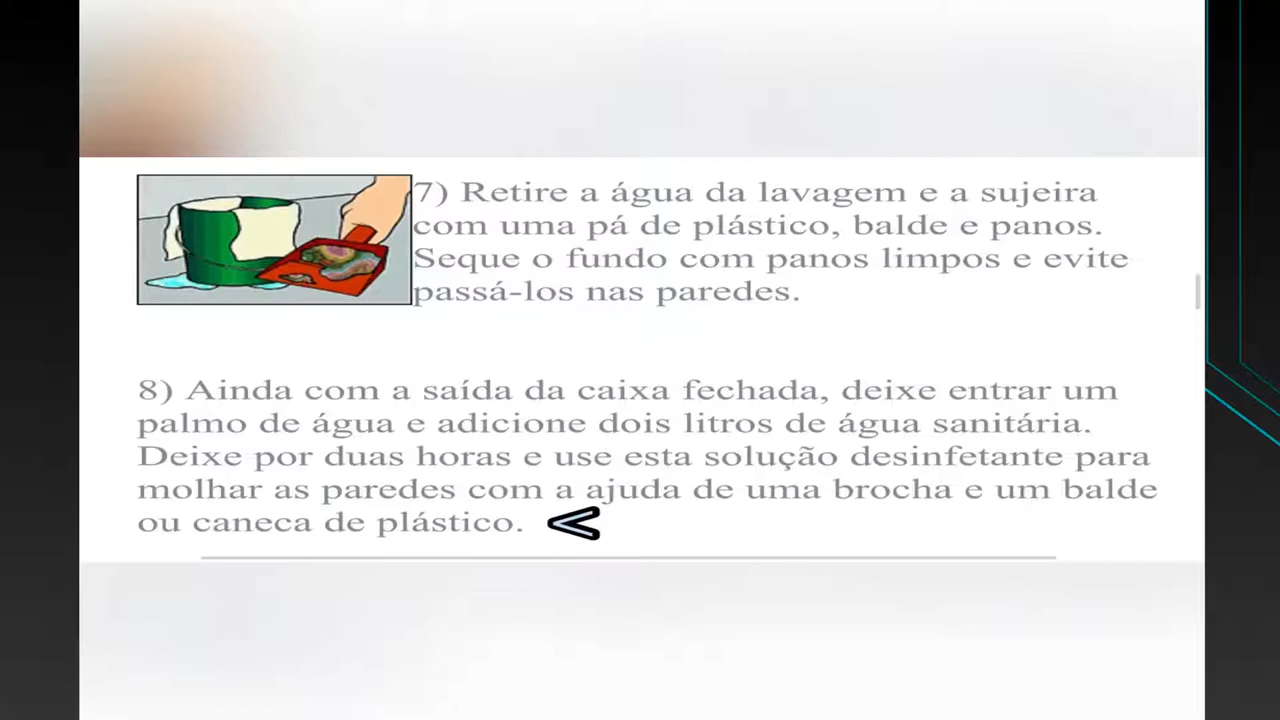 7) Retire a água da lavagem e a sujeira
com uma pá de plástico, balde e panos.
Seque o fundo com panos limpos e evite
passá-los nas paredes.
8) Ainda com a saída da caixa fechada, deixe entrar um
palmo de água e adicione dois litros de água sanitária.
Deixe por duas horas e use esta solução desinfetante para
molhar as paredes com a ajuda de uma brocha e um balde
ou caneca de plástico. <